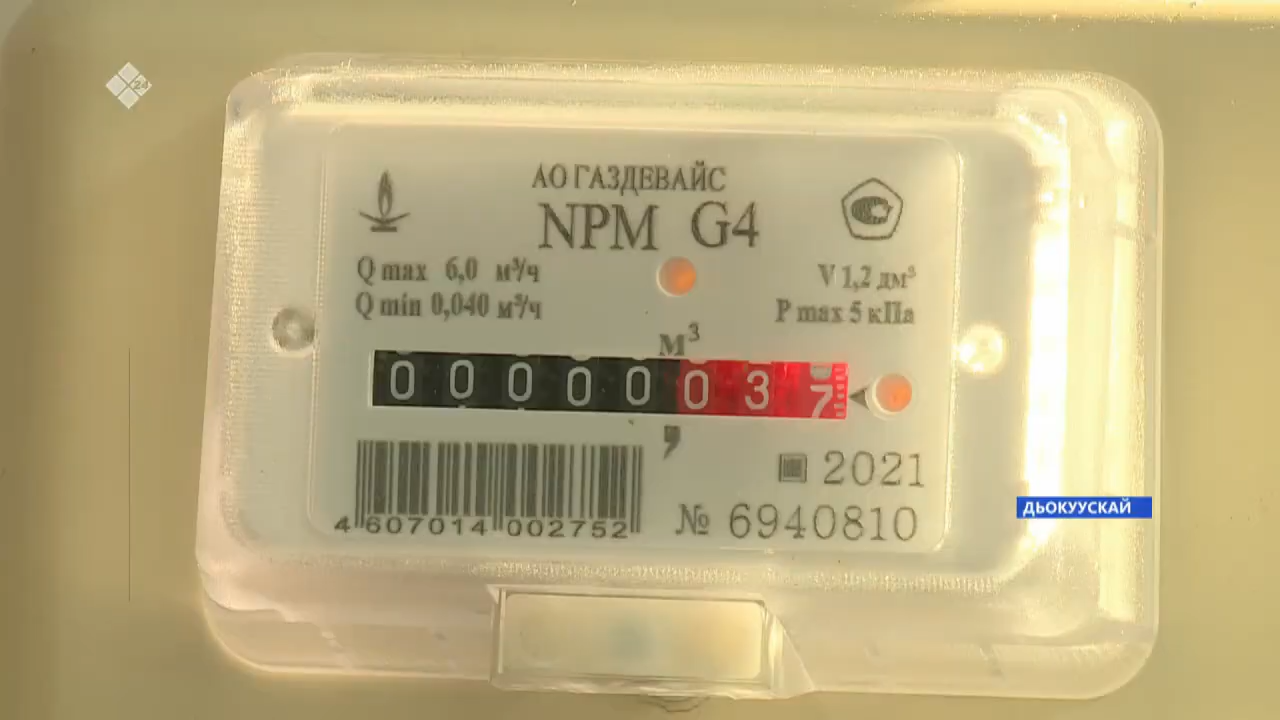 24
АО ГАЗДЕВАЙС
NPM G4
Q max 6,0 м³/ч
Q min 0,040 м³/ч
V 1,2 дм³
P max 5 кПа
м³
0 0 0 0 0 0 3 7
,
2021
№ 6940810
4 607014 002752
ДЬОКУУСКАЙ